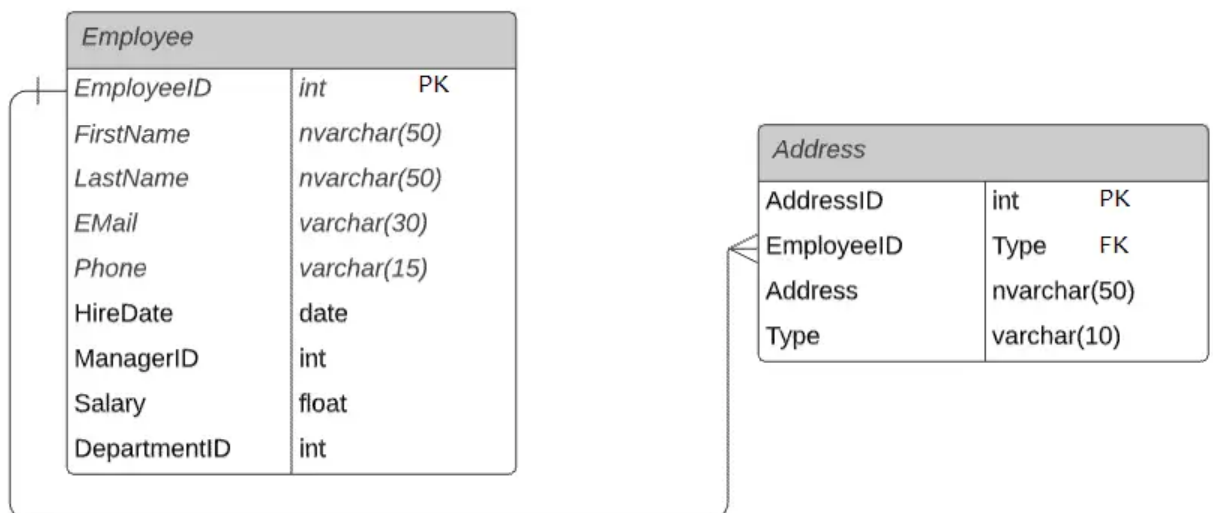 Employee
EmployeeID int PK
FirstName nvarchar(50)
LastName nvarchar(50)
EMail varchar(30)
Phone varchar(15)
HireDate date
ManagerID int
Salary float
DepartmentID int
Address
AddressID int PK
EmployeeID Type FK
Address nvarchar(50)
Type varchar(10)